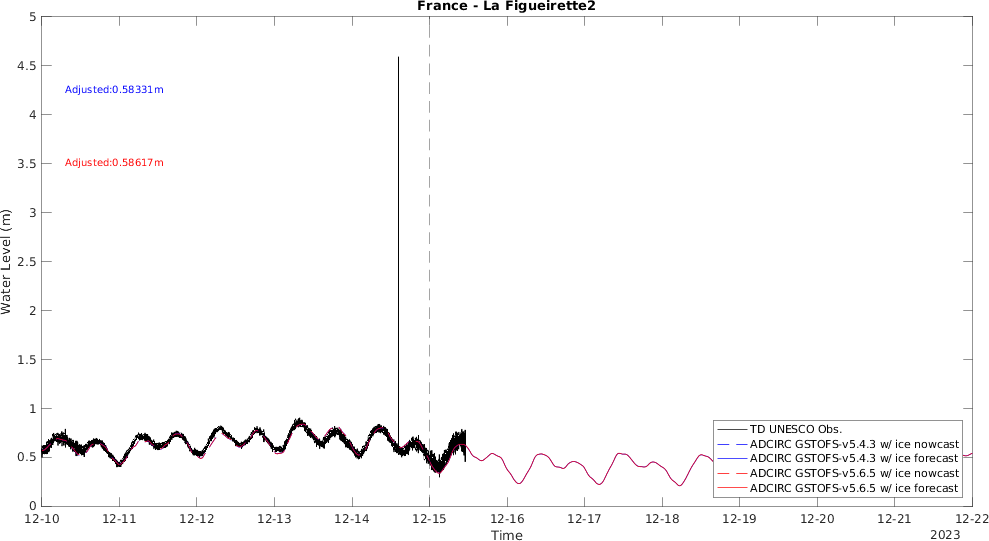 France - La Figueirette2
5
4.5
4
3.5
3
2.5
2
1.5
1
0.5
0
Water Level (m)
Adjusted:0.58331m
Adjusted:0.58617m
TD UNESCO Obs.
ADCIRC GSTOFS-v5.4.3 w/ ice nowcast
ADCIRC GSTOFS-v5.4.3 w/ ice forecast
ADCIRC GSTOFS-v5.6.5 w/ ice nowcast
ADCIRC GSTOFS-v5.6.5 w/ ice forecast
12-10 12-11 12-12 12-13 12-14 12-15 12-16 12-17 12-18 12-19 12-20 12-21 12-22
Time
2023